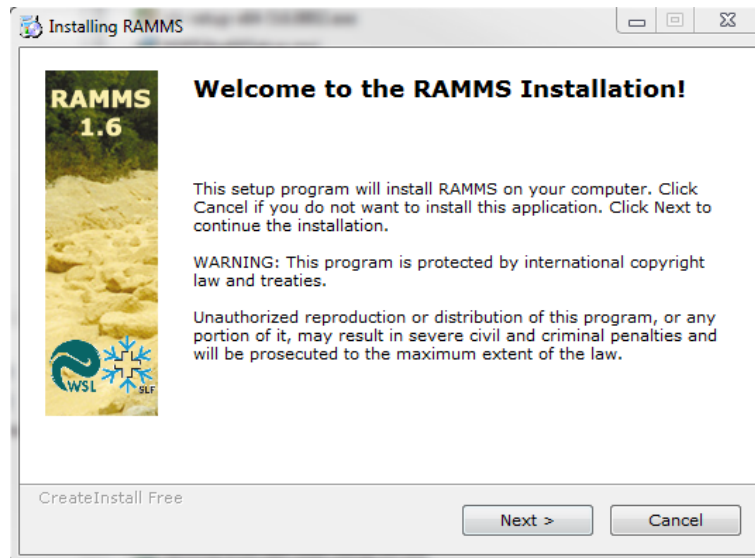 Installing RAMMS
RAMMS
1.6
Welcome to the RAMMS Installation!
This setup program will install RAMMS on your computer. Click
Cancel if you do not want to install this application. Click Next to
continue the installation.
WARNING: This program is protected by international copyright
law and treaties.
Unauthorized reproduction or distribution of this program, or any
portion of it, may result in severe civil and criminal penalties and
will be prosecuted to the maximum extent of the law.
WSL
SLF
CreateInstall Free
Next >
Cancel